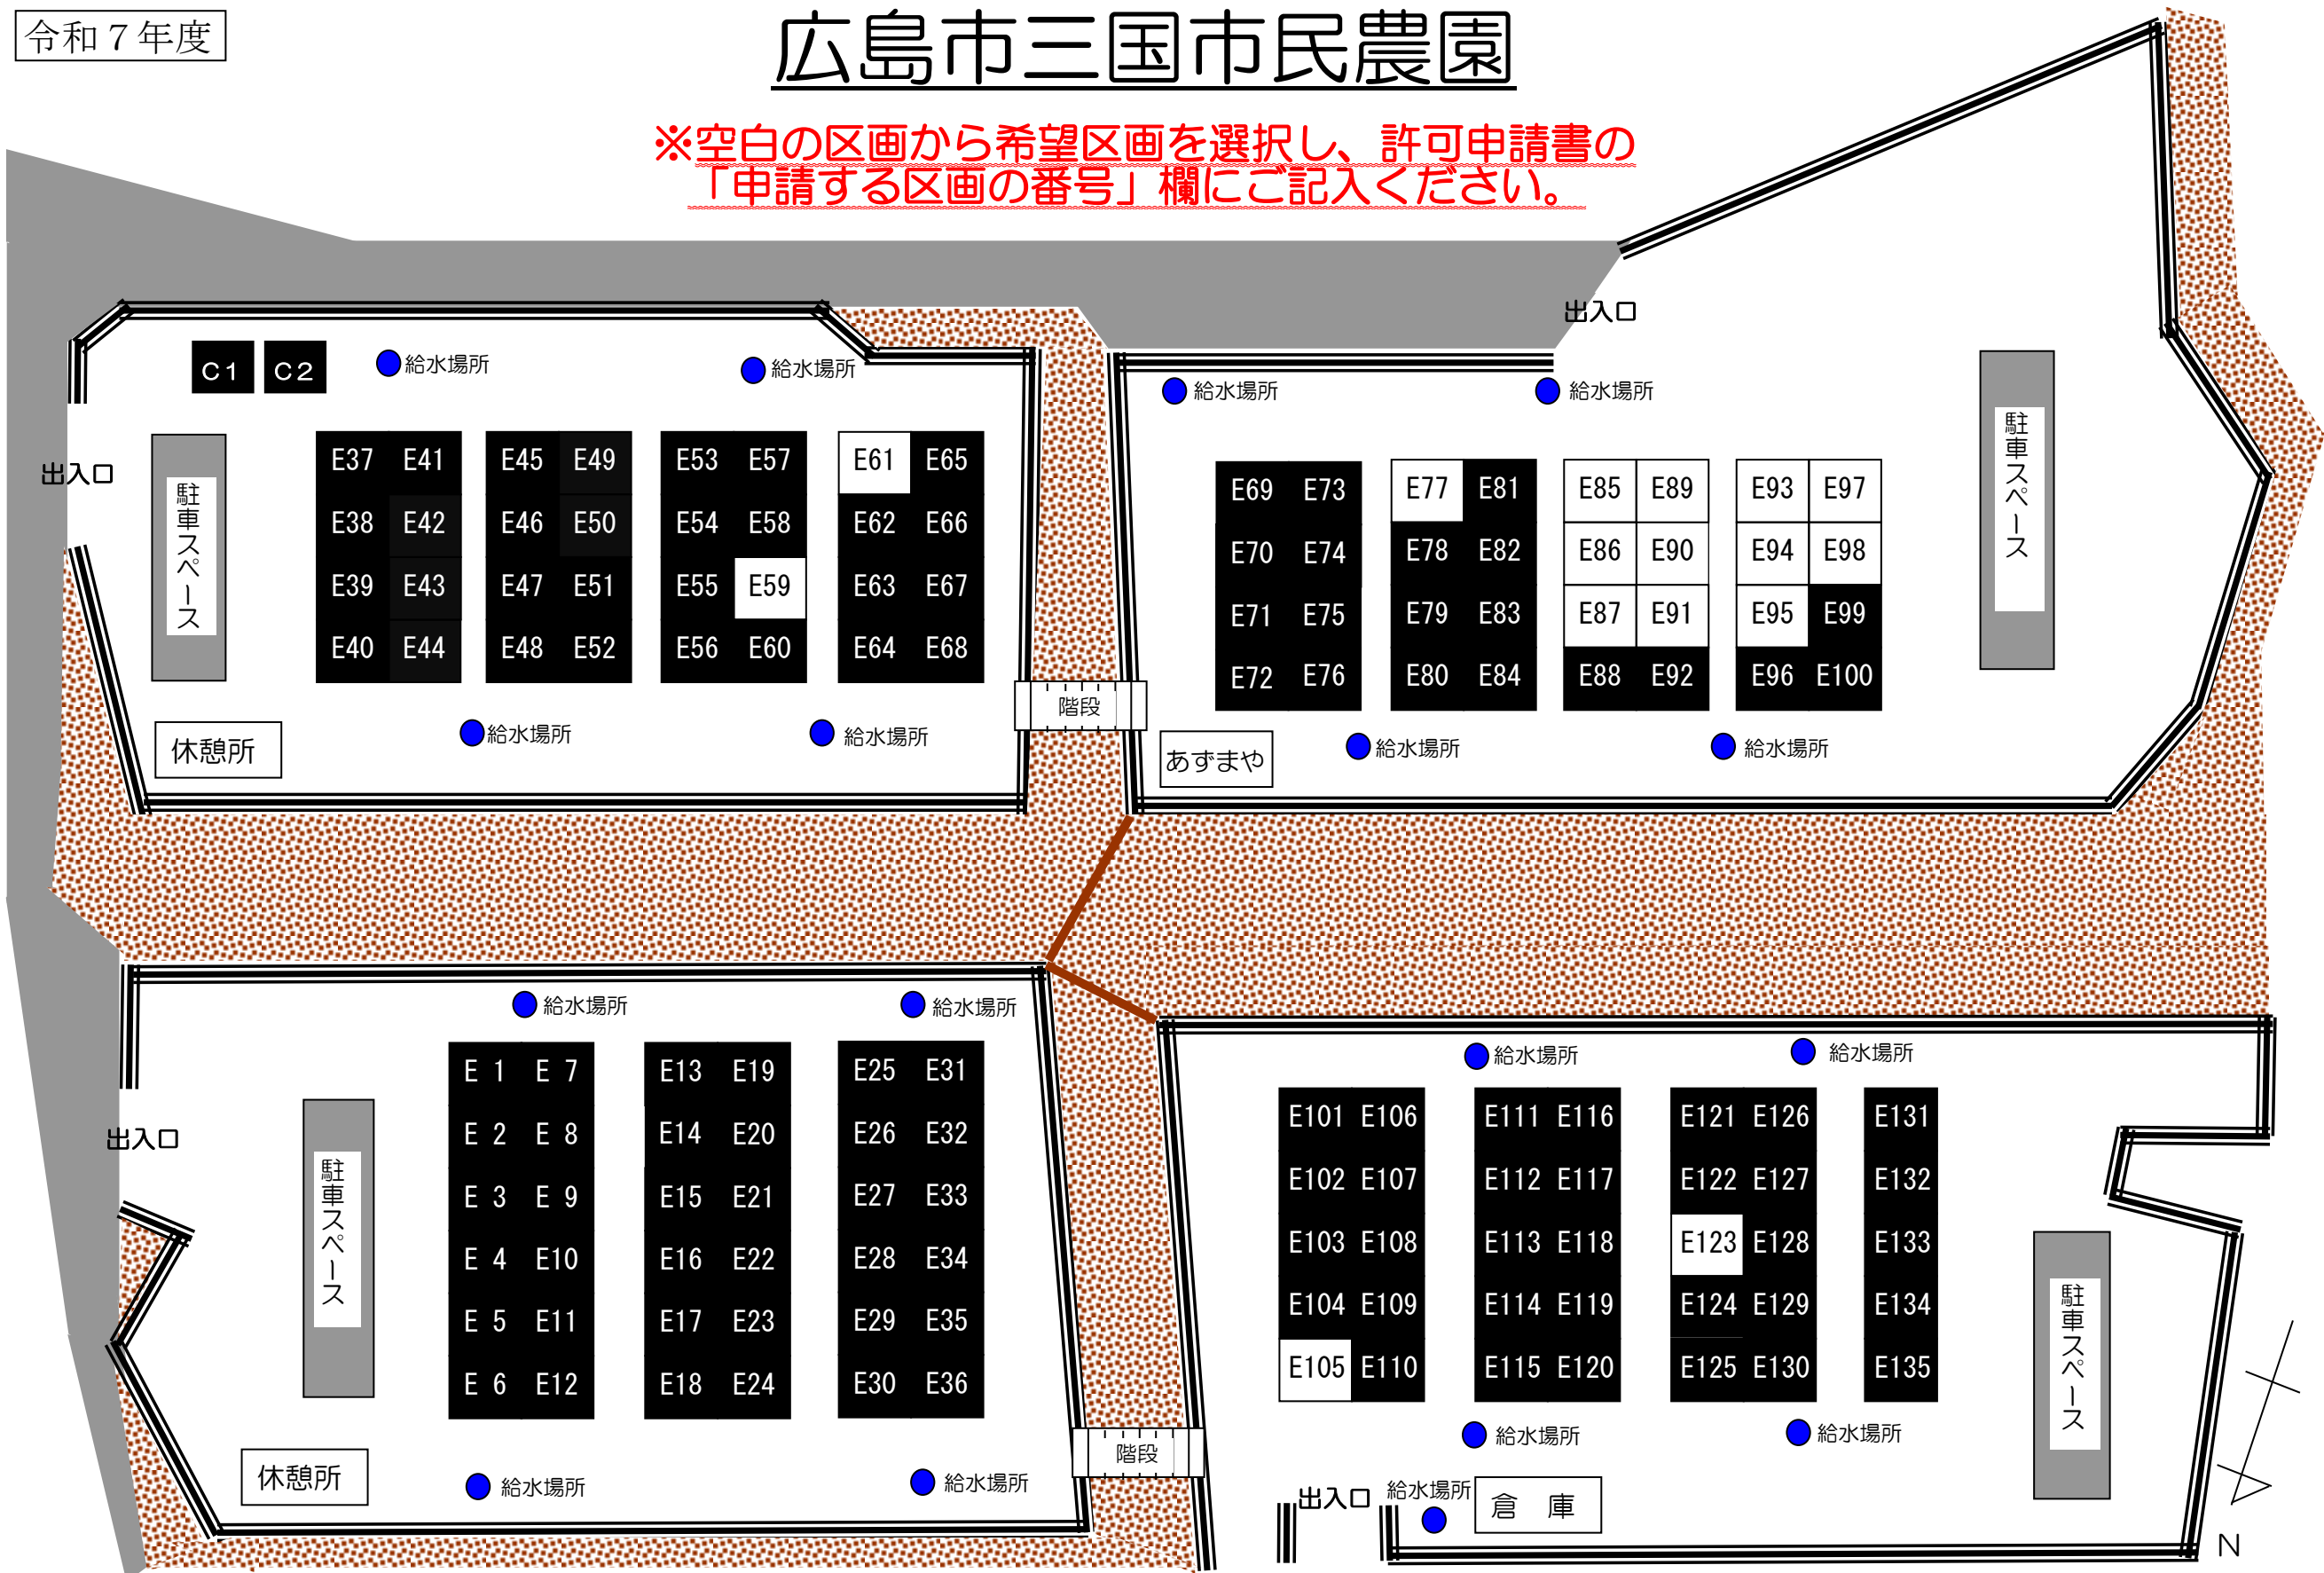 令和７年度
広島市三国市民農園
※空白の区画から希望区画を選択し、許可申請書の
「申請する区画の番号」欄にご記入ください。
出入口
C1 C2
給水場所
給水場所
給水場所
給水場所
出入口
駐車スペース
E37 E41 E45 E49 E53 E57 E61 E65
E38 E42 E46 E50 E54 E58 E62 E66
E39 E43 E47 E51 E55 E59 E63 E67
E40 E44 E48 E52 E56 E60 E64 E68
E69 E73 E77 E81 E85 E89 E93 E97
E70 E74 E78 E82 E86 E90 E94 E98
E71 E75 E79 E83 E87 E91 E95 E99
E72 E76 E80 E84 E88 E92 E96 E100
駐車スペース
階段
休憩所
給水場所
給水場所
あずまや
給水場所
給水場所
給水場所
給水場所
給水場所
給水場所
出入口
駐車スペース
E 1 E 7 E13 E19 E25 E31
E 2 E 8 E14 E20 E26 E32
E 3 E 9 E15 E21 E27 E33
E 4 E10 E16 E22 E28 E34
E 5 E11 E17 E23 E29 E35
E 6 E12 E18 E24 E30 E36
E101 E106 E111 E116 E121 E126 E131
E102 E107 E112 E117 E122 E127 E132
E103 E108 E113 E118 E123 E128 E133
E104 E109 E114 E119 E124 E129 E134
E105 E110 E115 E120 E125 E130 E135
駐車スペース
階段
休憩所
給水場所
給水場所
給水場所
給水場所
出入口
給水場所
倉　庫
N